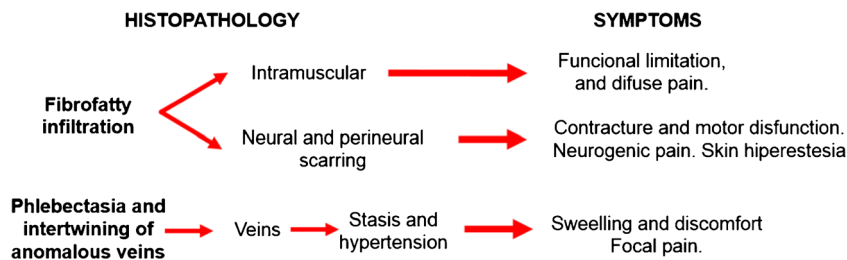 HISTOPATHOLOGY
SYMPTOMS
Intramuscular
Funcional limitation,
and difuse pain.
Fibrofatty
infiltration
Neural and perineural
scarring
Contracture and motor disfunction.
Neurogenic pain. Skin hiperestesia
Phlebectasia and
intertwining of
anomalous veins
Veins
Stasis and
hypertension
Sweelling and discomfort
Focal pain.